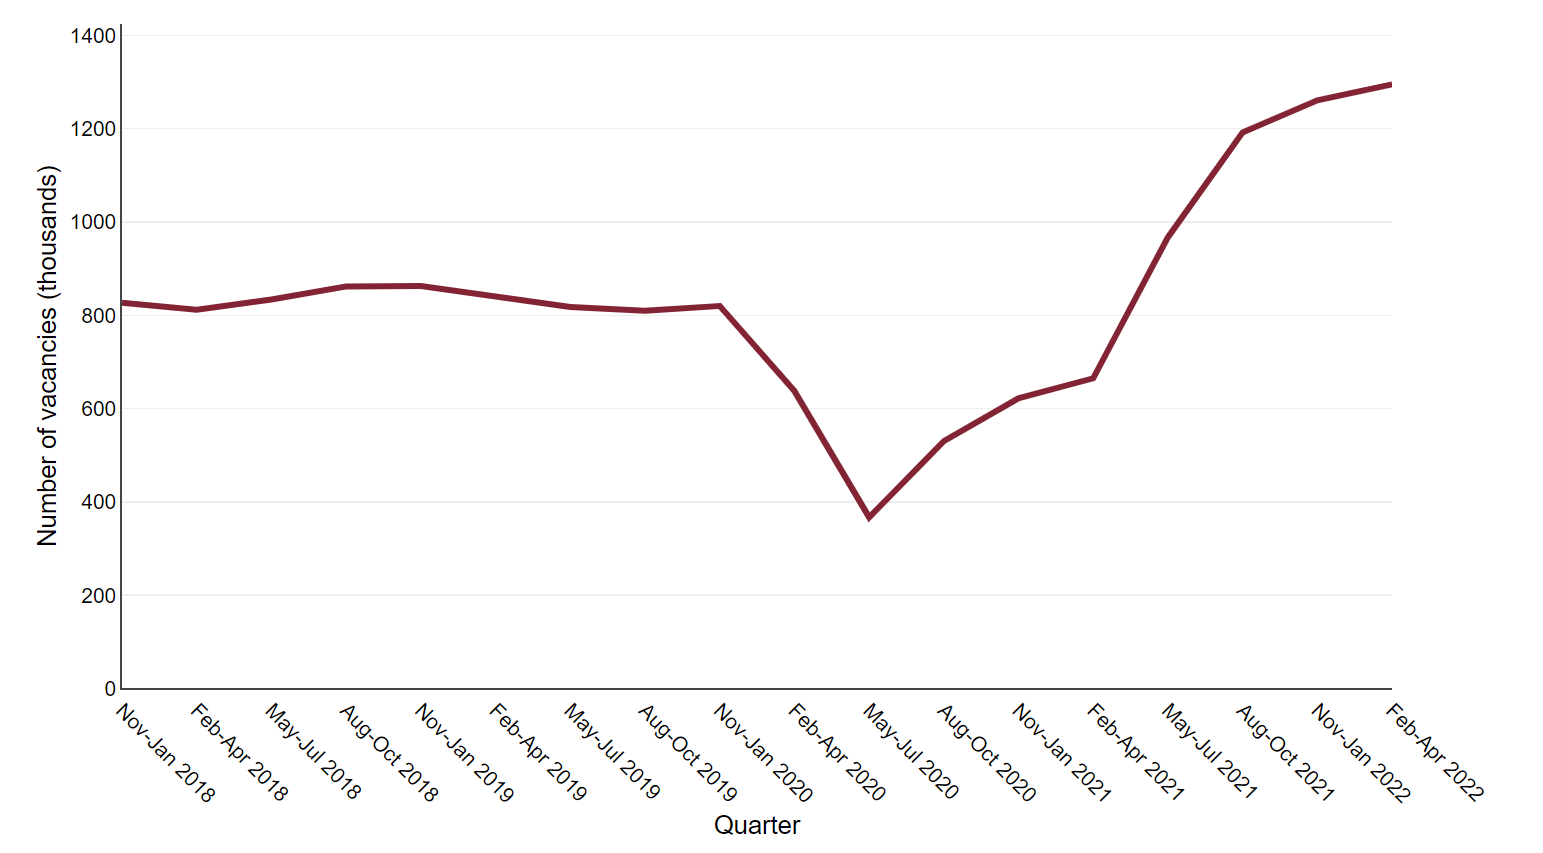 1400
1200
1000
800
600
400
200
0
Number of vacancies (thousands)
Nov-Jan 2018
Feb-Apr 2018
May-Jul 2018
Aug-Oct 2018
Nov-Jan 2019
Feb-Apr 2019
May-Jul 2019
Aug-Oct 2019
Nov-Jan 2020
Feb-Apr 2020
May-Jul 2020
Aug-Oct 2020
Nov-Jan 2021
Feb-Apr 2021
May-Jul 2021
Aug-Oct 2021
Nov-Jan 2022
Feb-Apr 2022
Quarter